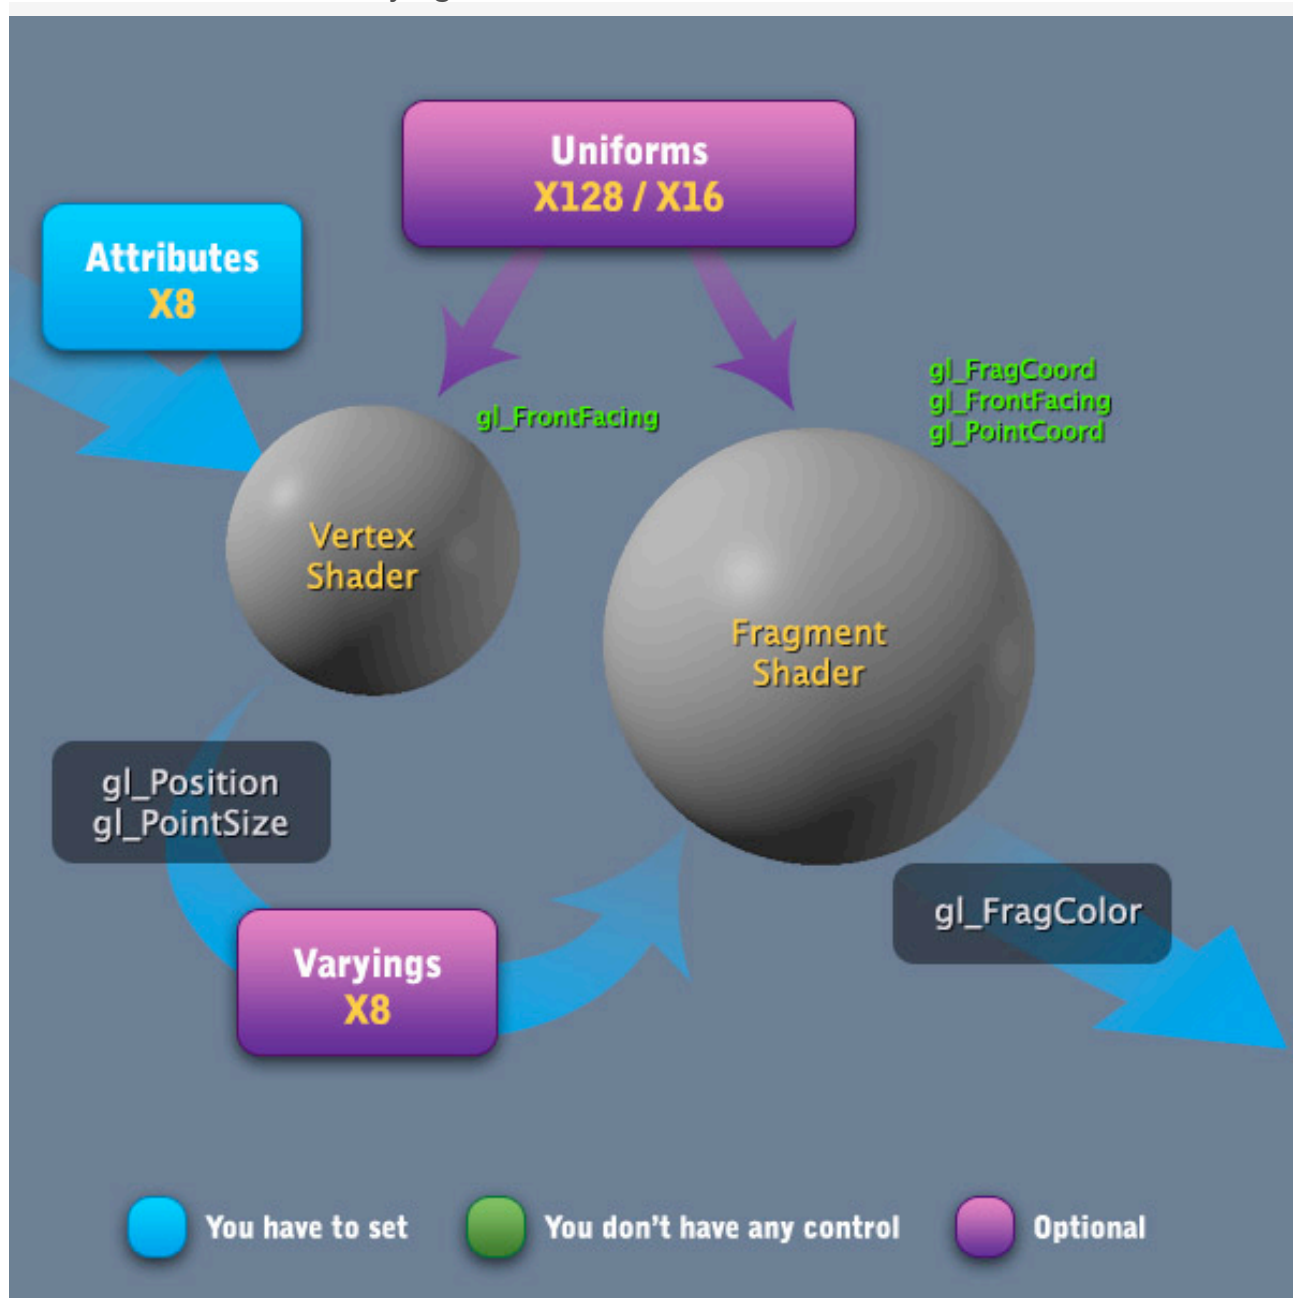 Uniforms
X128 / X16
Attributes
X8
gl_FrontFacing
gl_FragCoord
gl_FrontFacing
gl_PointCoord
Vertex
Shader
Fragment
Shader
gl_Position
gl_PointSize
Varyings
X8
gl_FragColor
You have to set
You don't have any control
Optional